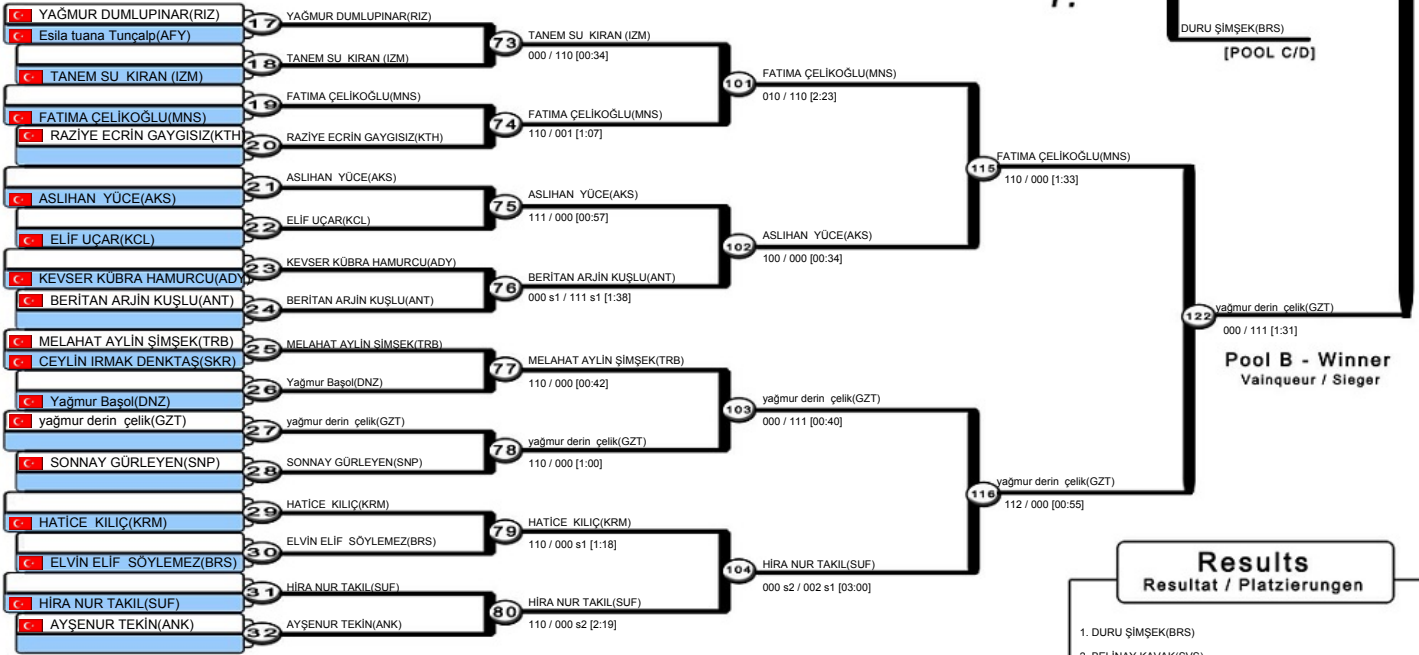 YAĞMUR DUMLUPINAR(RIZ)
Esila tuana Tunçalp(AFY)
17
YAĞMUR DUMLUPINAR(RIZ)
TANEM SU KIRAN (IZM)
18
TANEM SU KIRAN (IZM)
73
TANEM SU KIRAN (IZM)
000 / 110 [00:34]
FATIMA ÇELİKOĞLU(MNS)
19
FATIMA ÇELİKOĞLU(MNS)
RAZİYE ECRİN GAYGISIZ(KTH
20
RAZİYE ECRİN GAYGISIZ(KTH)
74
FATIMA ÇELİKOĞLU(MNS)
110 / 001 [1:07]
101
FATIMA ÇELİKOĞLU(MNS)
010 / 110 [2:23]
ASLIHAN YÜCE(AKS)
21
ASLIHAN YÜCE(AKS)
ELİF UÇAR(KCL)
22
ELİF UÇAR(KCL)
75
ASLIHAN YÜCE(AKS)
111 / 000 [00:57]
KEVSER KÜBRA HAMURCU(ADY
23
KEVSER KÜBRA HAMURCU(ADY)
BERİTAN ARJİN KUŞLU(ANT)
24
BERİTAN ARJİN KUŞLU(ANT)
76
BERİTAN ARJİN KUŞLU(ANT)
000 s1 / 111 s1 [1:38]
102
ASLIHAN YÜCE(AKS)
100 / 000 [00:34]
115
FATIMA ÇELİKOĞLU(MNS)
110 / 000 [1:33]
MELAHAT AYLİN ŞİMŞEK(TRB)
CEYLİN IRMAK DENKTAŞ(SKR)
25
MELAHAT AYLİN ŞİMŞEK(TRB)
Yağmur Başol(DNZ)
26
Yağmur Başol(DNZ)
77
MELAHAT AYLİN ŞİMŞEK(TRB)
110 / 000 [00:42]
yağmur derin çelik(GZT)
27
yağmur derin çelik(GZT)
SONNAY GÜRLEYEN(SNP)
28
SONNAY GÜRLEYEN(SNP)
78
yağmur derin çelik(GZT)
110 / 000 [1:00]
103
yağmur derin çelik(GZT)
000 / 111 [00:40]
HATİCE KILIÇ(KRM)
29
HATİCE KILIÇ(KRM)
ELVİN ELİF SÖYLEMEZ(BRS)
30
ELVİN ELİF SÖYLEMEZ(BRS)
79
HATİCE KILIÇ(KRM)
110 / 000 s1 [1:18]
HİRA NUR TAKIL(SUF)
31
HİRA NUR TAKIL(SUF)
AYŞENUR TEKİN(ANK)
32
AYŞENUR TEKİN(ANK)
80
HİRA NUR TAKIL(SUF)
110 / 000 s2 [2:19]
104
HİRA NUR TAKIL(SUF)
000 s2 / 002 s1 [03:00]
116
yağmur derin çelik(GZT)
112 / 000 [00:55]
122
yağmur derin çelik(GZT)
000 / 111 [1:31]
Pool B - Winner
Vainqueur / Sieger
DURU ŞİMŞEK(BRS)
[POOL C/D]
Results
Resultat / Platzierungen
1. DURU ŞİMŞEK(BRS)